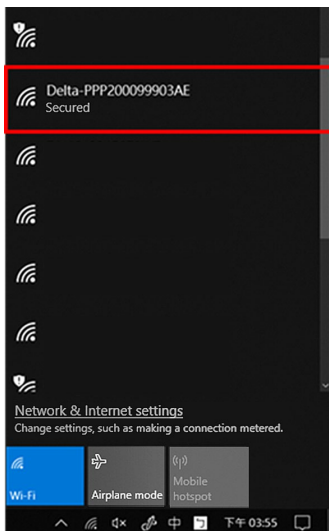 Delta-PPP200099903AE
Secured
Network & Internet settings
Change settings, such as making a connection metered.
Wi-Fi
Airplane mode
Mobile
hotspot
中
ㄅ
下午 03:55